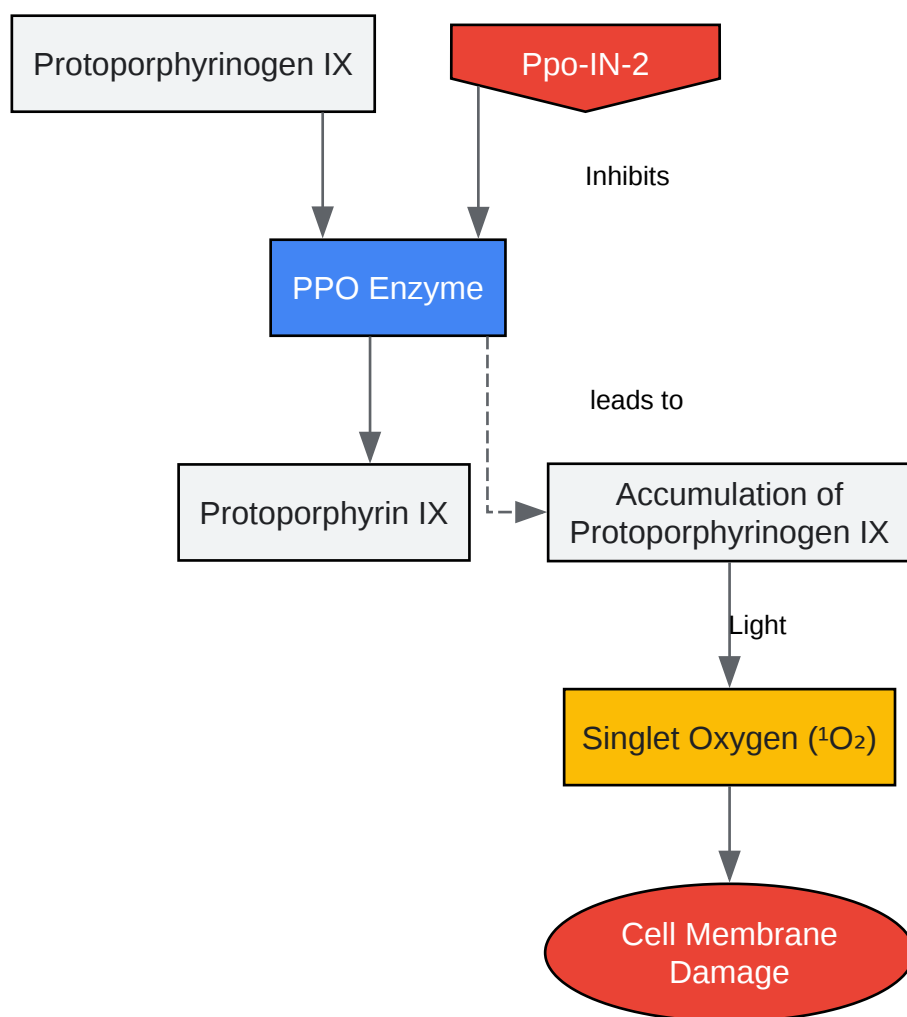 Protoporphyrinogen IX
Ppo-IN-2
Inhibits
PPO Enzyme
leads to
Protoporphyrin IX
Accumulation of
Protoporphyrinogen IX
Light
Singlet Oxygen (¹O₂)
Cell Membrane
Damage